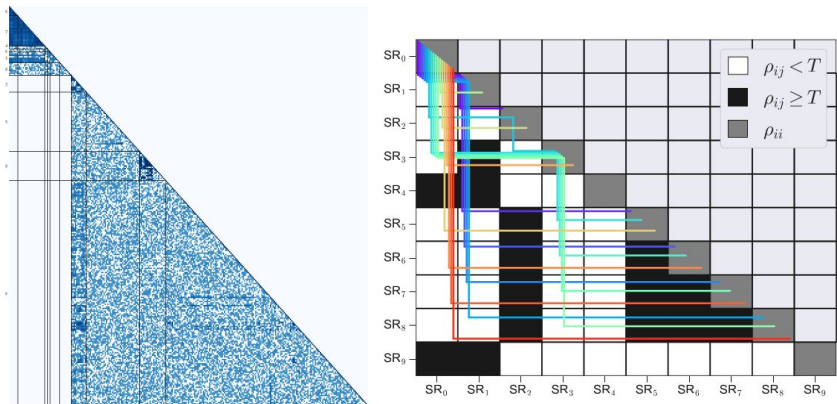 SR₀
SR₁
SR₂
SR₃
SR₄
SR₅
SR₆
SR₇
SR₈
SR₉
ρᵢⱼ < T
ρᵢⱼ ≥ T
ρᵢᵢ
SR₀ SR₁ SR₂ SR₃ SR₄ SR₅ SR₆ SR₇ SR₈ SR₉